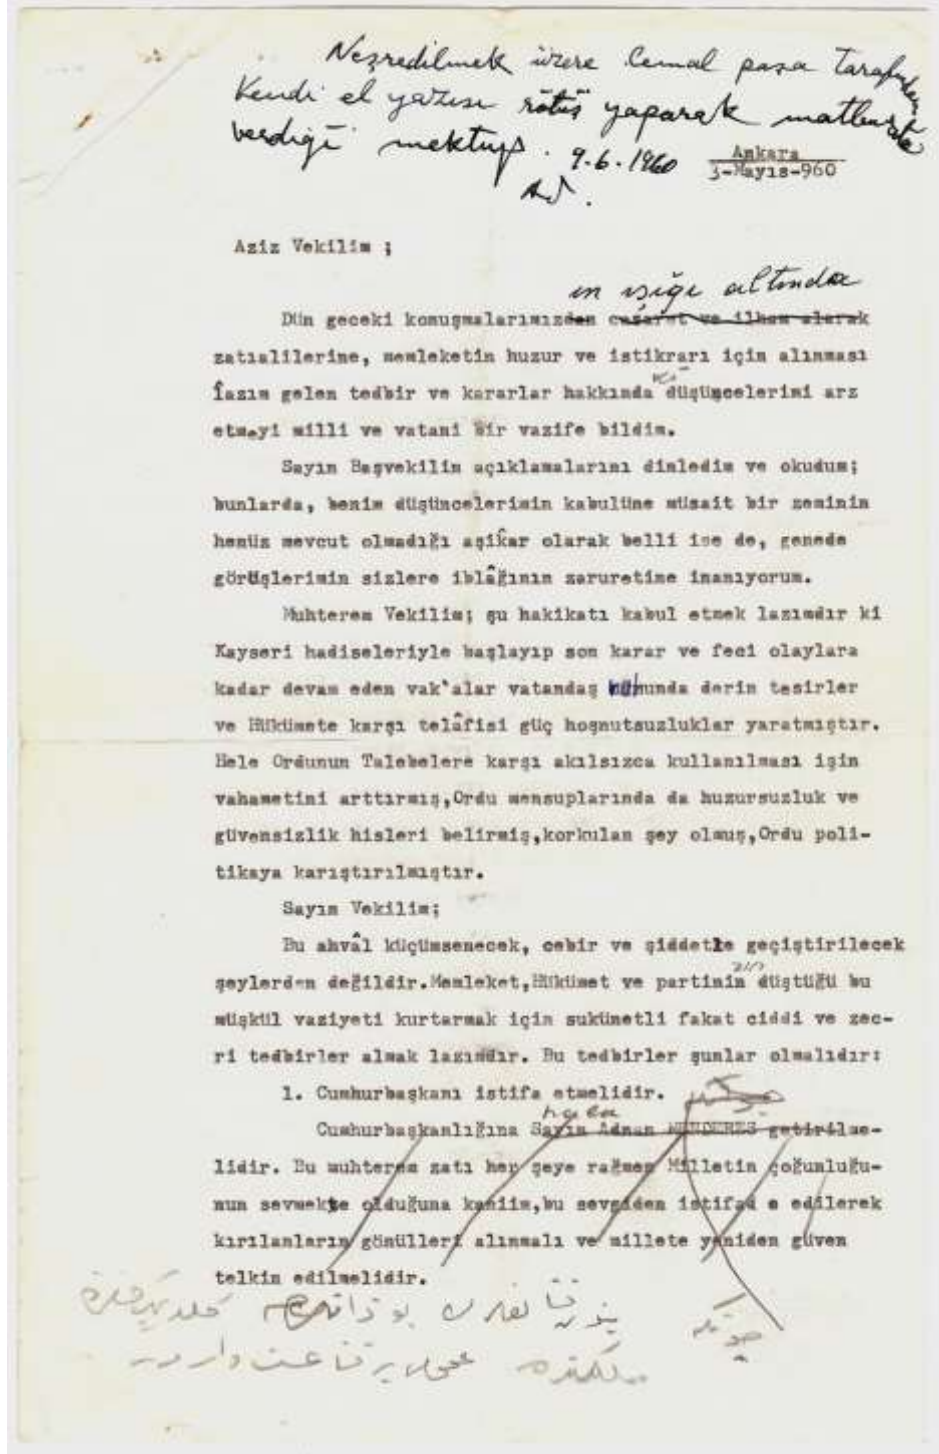 Neşredilmek üzere Cemal paşa tarafından
kendi el yazısı rötüş yaparak matbuata
verdiği mektup. 9.6.1960
Ankara
3-Mayıs-960
Aziz Vekilim ;
ın ışığı altında
Dün geceki konuşmalarımızdan cesaret ve ilham alarak
zatıalilerine, memleketin huzur ve istikrarı için alınması
lâzım gelen tedbir ve kararlar hakkında düşüncelerimi arz
etmeyi milli ve vatani bir vazife bildim.
Sayın Başvekilin açıklamalarını dinledim ve okudum;
bunlarda, benim düşüncelerimin kabulüne müsait bir zeminin
henüz mevcut olmadığı aşikâr olarak belli ise de, genede
görüşlerimin sizlere iblâğının zaruretine inanıyorum.
Muhterem Vekilim; şu hakikatı kabul etmek lazımdır ki
Kayseri hadiseleriyle başlayıp son karar ve feci olaylara
kadar devam eden vak'alar vatandaş ruhunda derin tesirler
ve Hükümete karşı telâfisi güç hoşnutsuzluklar yaratmıştır.
Hele Ordunun Talebelere karşı akılsızca kullanılması işin
vahametini arttırmış,Ordu mensuplarında da huzursuzluk ve
güvensizlik hisleri belirmiş,korkulan şey olmuş,Ordu poli-
tikaya karıştırılmıştır.
Sayın Vekilim;
Bu ahvâl küçümsenecek, cebir ve şiddetle geçiştirilecek
şeylerden değildir.Memleket,Hükümet ve partinin düştüğü bu
müşkül vaziyeti kurtarmak için sukünetli fakat ciddi ve zec-
ri tedbirler almak lazımdır. Bu tedbirler şunlar olmalıdır:
1. Cumhurbaşkanı istifa etmelidir.
Cumhurbaşkanlığına Sayın Adnan MENDERES getirilme-
lidir. Bu muhterem zatı her şeye rağmen Milletin çoğunluğu-
nun sevmekte olduğuna kaniim,bu sevgiden istifad e edilerek
kırılanların gönülleri alınmalı ve millete yeniden güven
telkin edilmelidir.